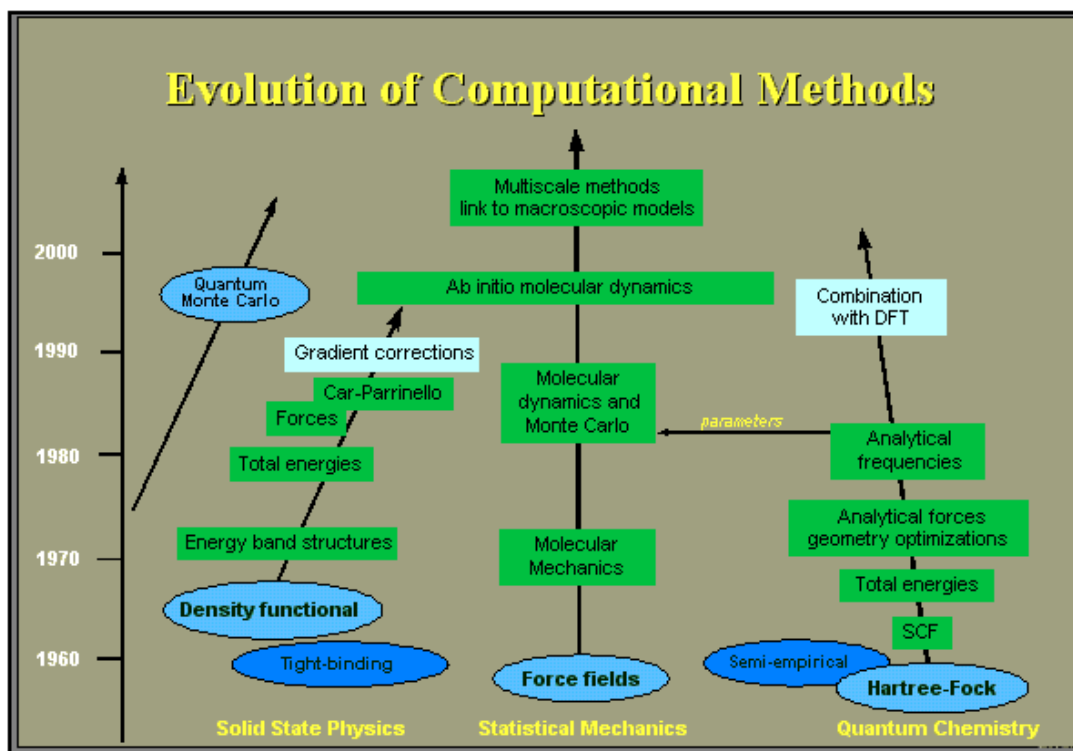 Evolution of Computational Methods
Multiscale methods
link to macroscopic models
2000
Quantum
Monte Carlo
Ab initio molecular dynamics
Combination
with DFT
1990
Gradient corrections
Car-Parrinello
Forces
Molecular
dynamics and
Monte Carlo
parameters
Analytical
frequencies
1980
Total energies
Analytical forces
geometry optimizations
Energy band structures
Molecular
Mechanics
1970
Total energies
Density functional
SCF
1960
Tight-binding
Semi-empirical
Force fields
Hartree-Fock
Solid State Physics
Statistical Mechanics
Quantum Chemistry